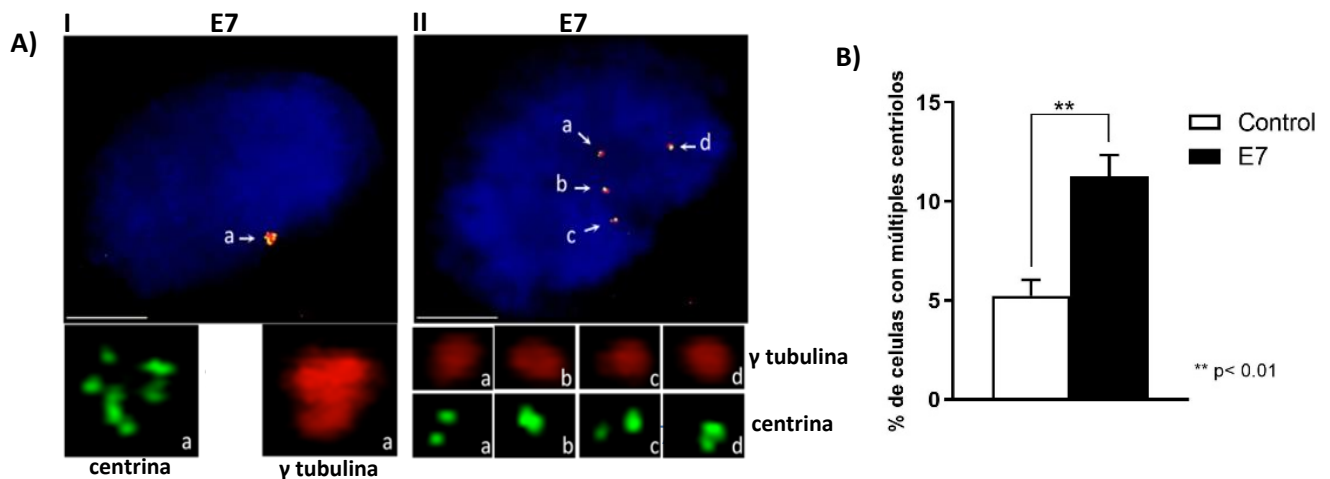 I E7 II E7
A)
B)
a
a
b
c
d
a
a
centrina
γ tubulina
a b c d
γ tubulina
a b c d
centrina
% de celulas con múltiples centriolos
15
10
5
0
**
Control
E7
** p< 0.01